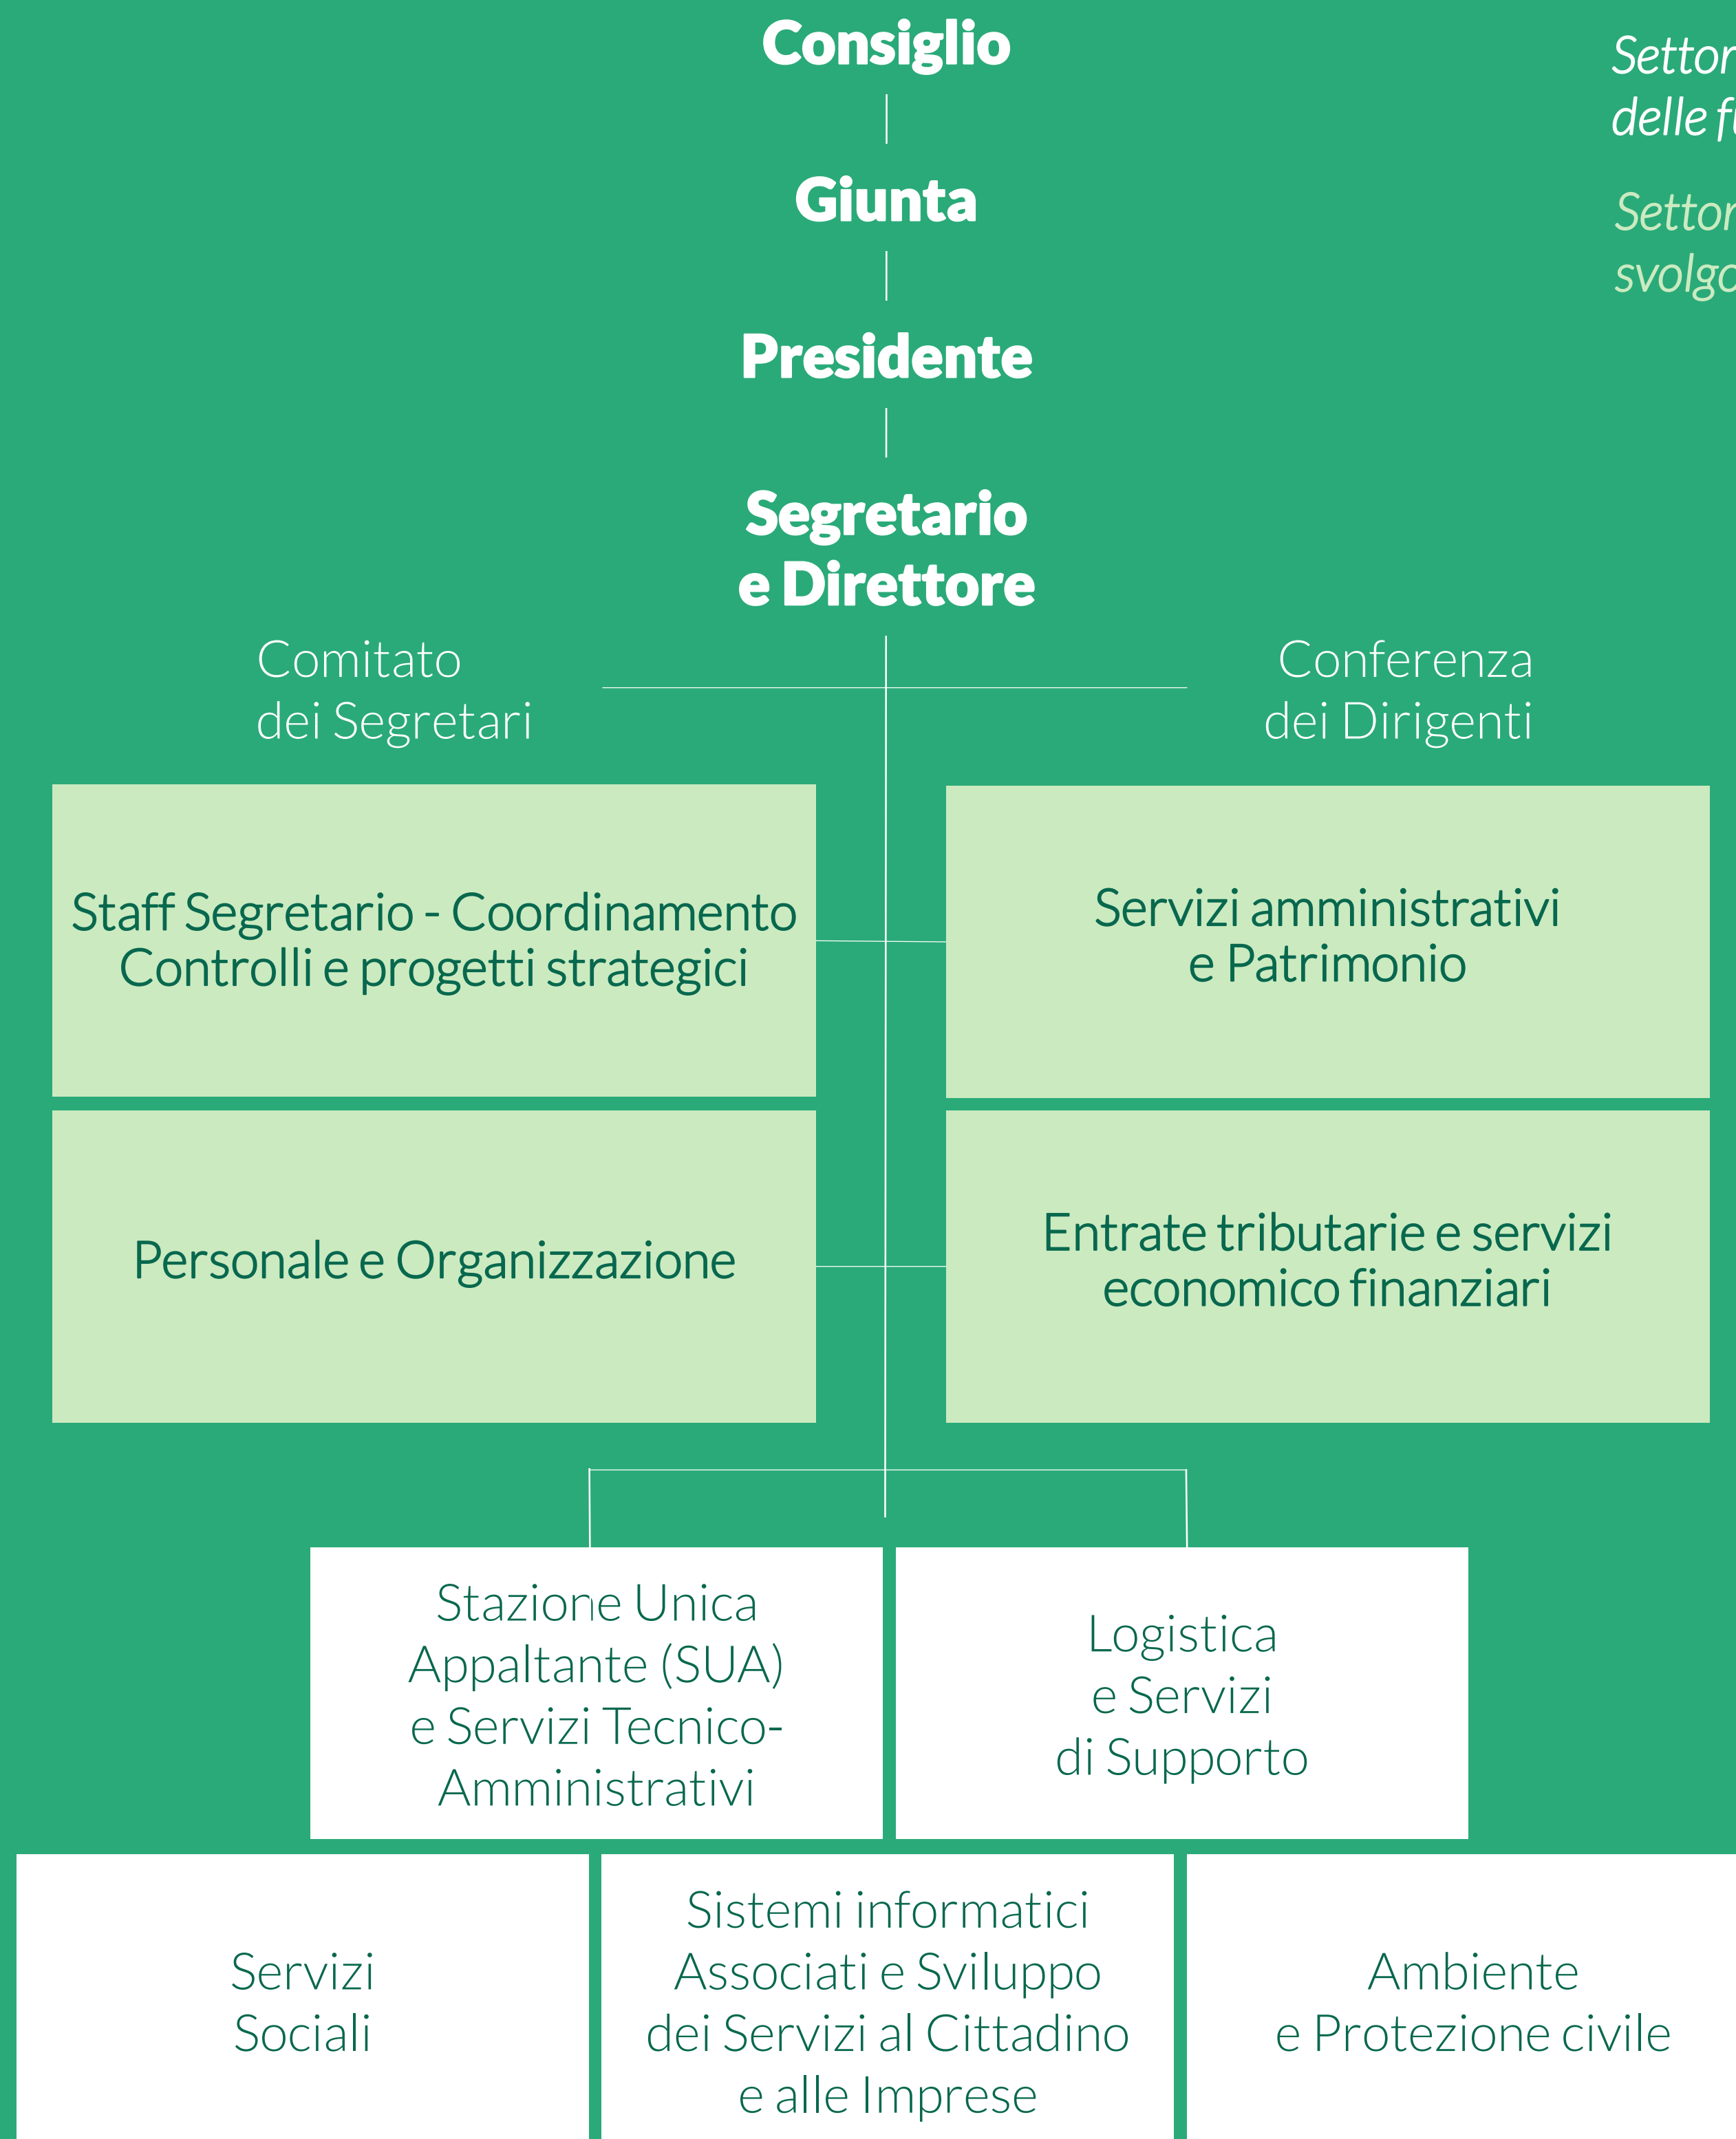 Consiglio
Giunta
Presidente
Segretario
e Direttore
Comitato
dei Segretari
Conferenza
dei Dirigenti
Staff Segretario - Coordinamento
Controlli e progetti strategici
Servizi amministrativi
e Patrimonio
Personale e Organizzazione
Entrate tributarie e servizi
economico finanziari
Stazione Unica
Appaltante (SUA)
e Servizi Tecnico-
Amministrativi
Logistica
e Servizi
di Supporto
Servizi
Sociali
Sistemi informatici
Associati e Sviluppo
dei Servizi al Cittadino
e alle Imprese
Ambiente
e Protezione civile
delle